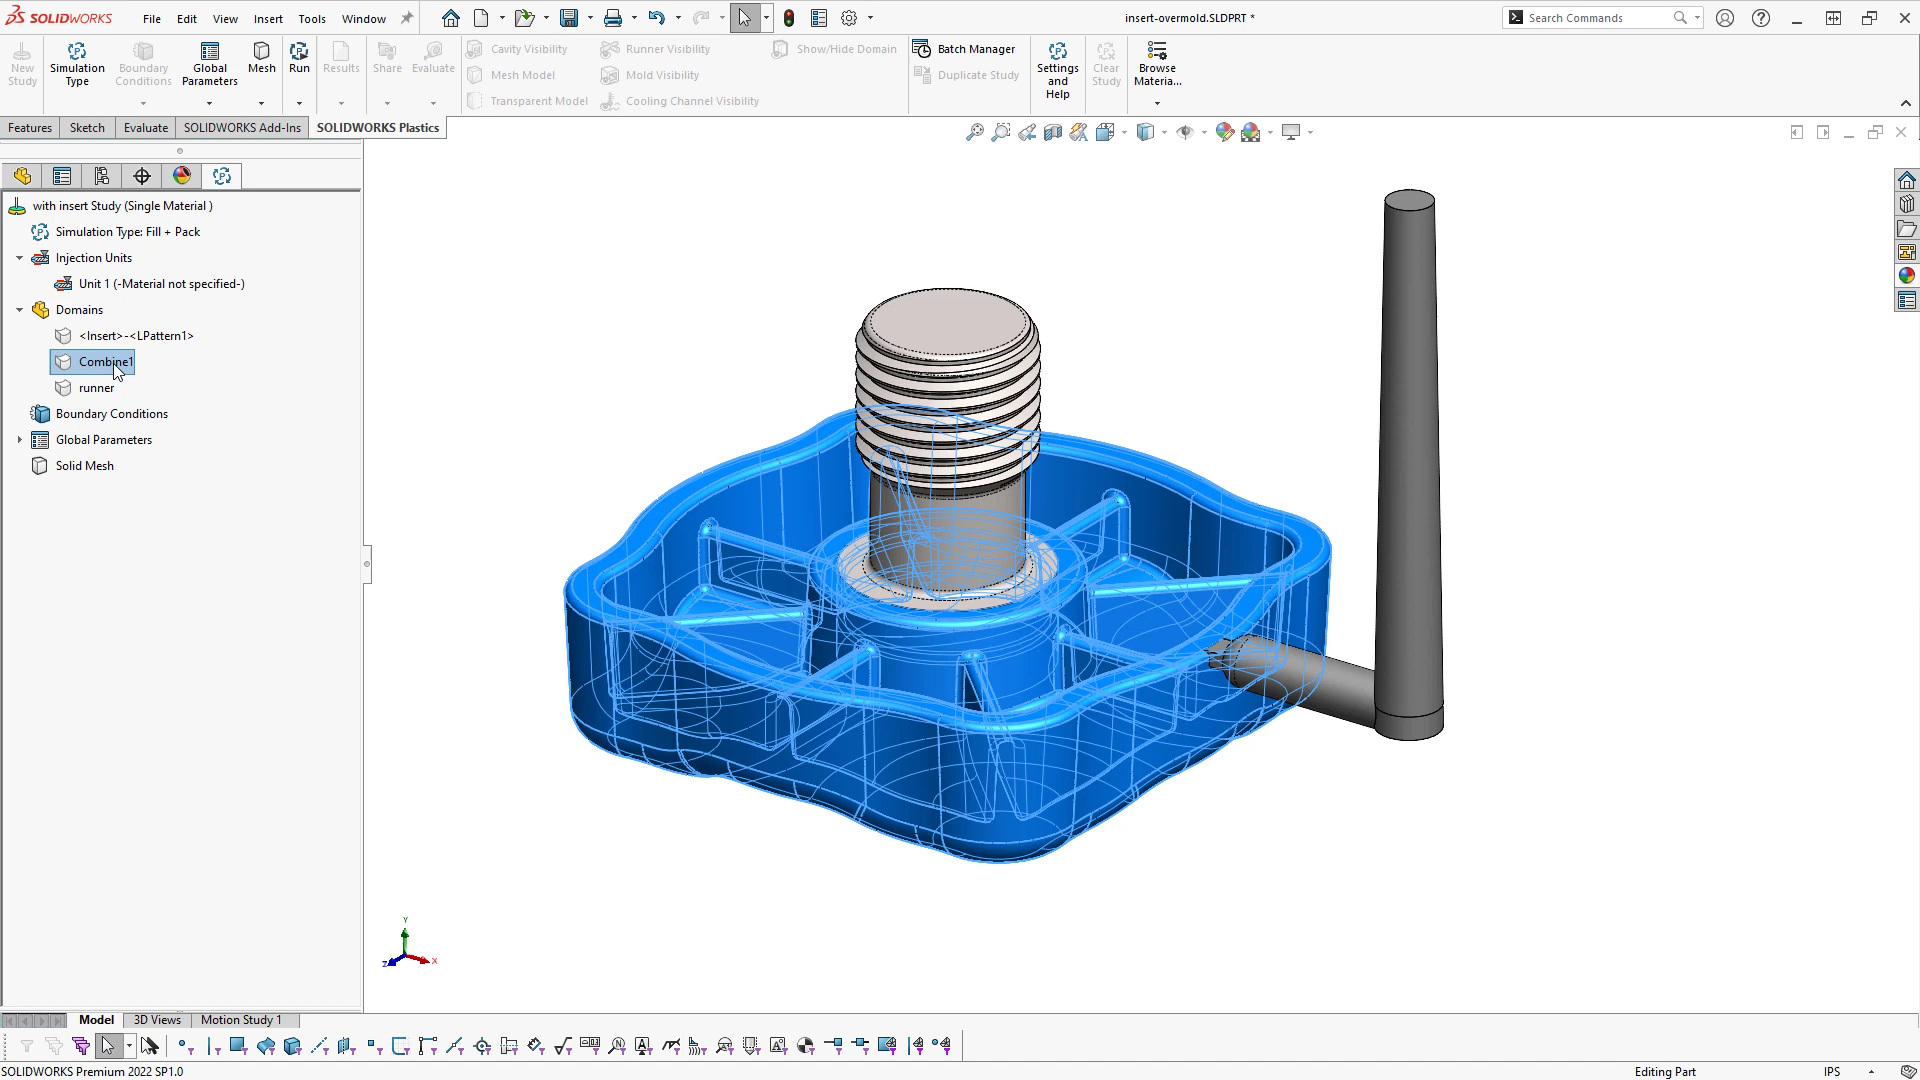 SOLIDWORKS File Edit View Insert Tools Window insert-overmold.SLDPRT * Search Commands
New Study
Simulation Type
Boundary Conditions
Global Parameters
Mesh
Run
Results
Share
Evaluate
Cavity Visibility
Mesh Model
Transparent Model
Runner Visibility
Mold Visibility
Cooling Channel Visibility
Show/Hide Domain
Batch Manager
Duplicate Study
Settings and Help
Clear Study
Browse Materia...
Features Sketch Evaluate SOLIDWORKS Add-Ins SOLIDWORKS Plastics
with insert Study (Single Material )
Simulation Type: Fill + Pack
Injection Units
Unit 1 (-Material not specified-)
Domains
<Insert>-<LPattern1>
Combine1
runner
Boundary Conditions
Global Parameters
Solid Mesh
Y
Z
X
Model 3D Views Motion Study 1
SOLIDWORKS Premium 2022 SP1.0 Editing Part IPS